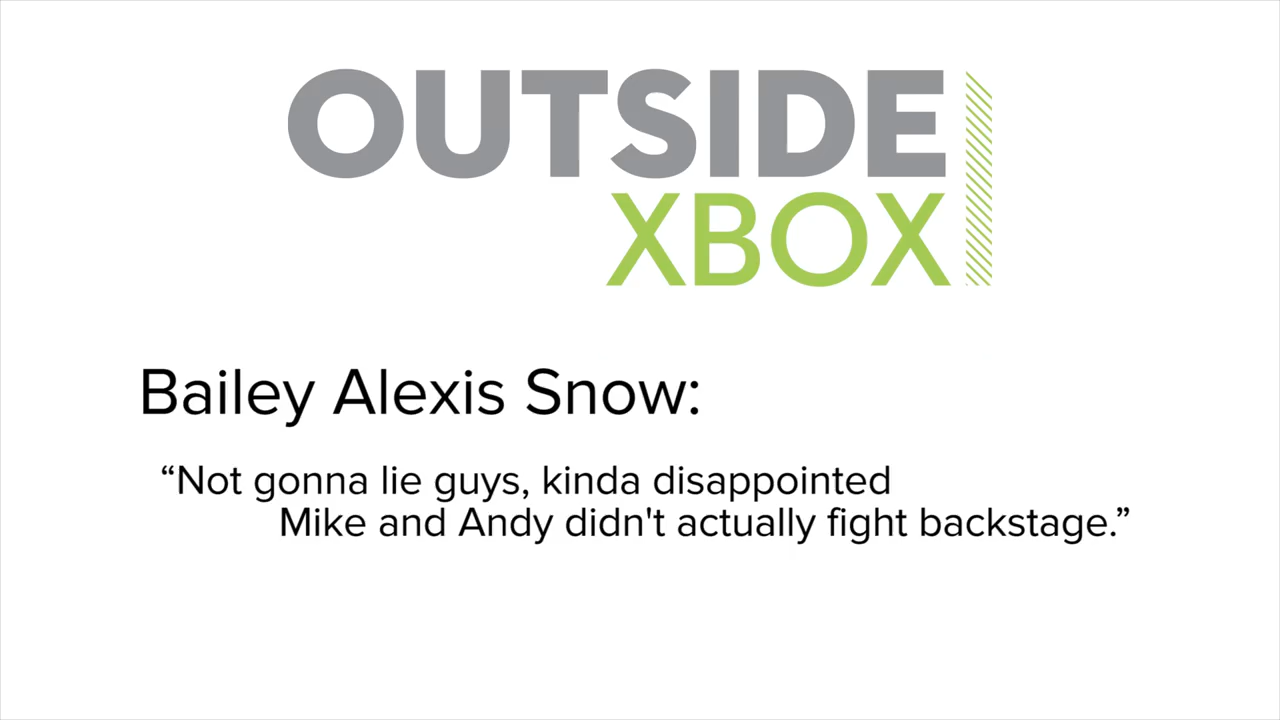 OUTSIDE
XBOX
Bailey Alexis Snow:
“Not gonna lie guys, kinda disappointed
Mike and Andy didn't actually fight backstage.”